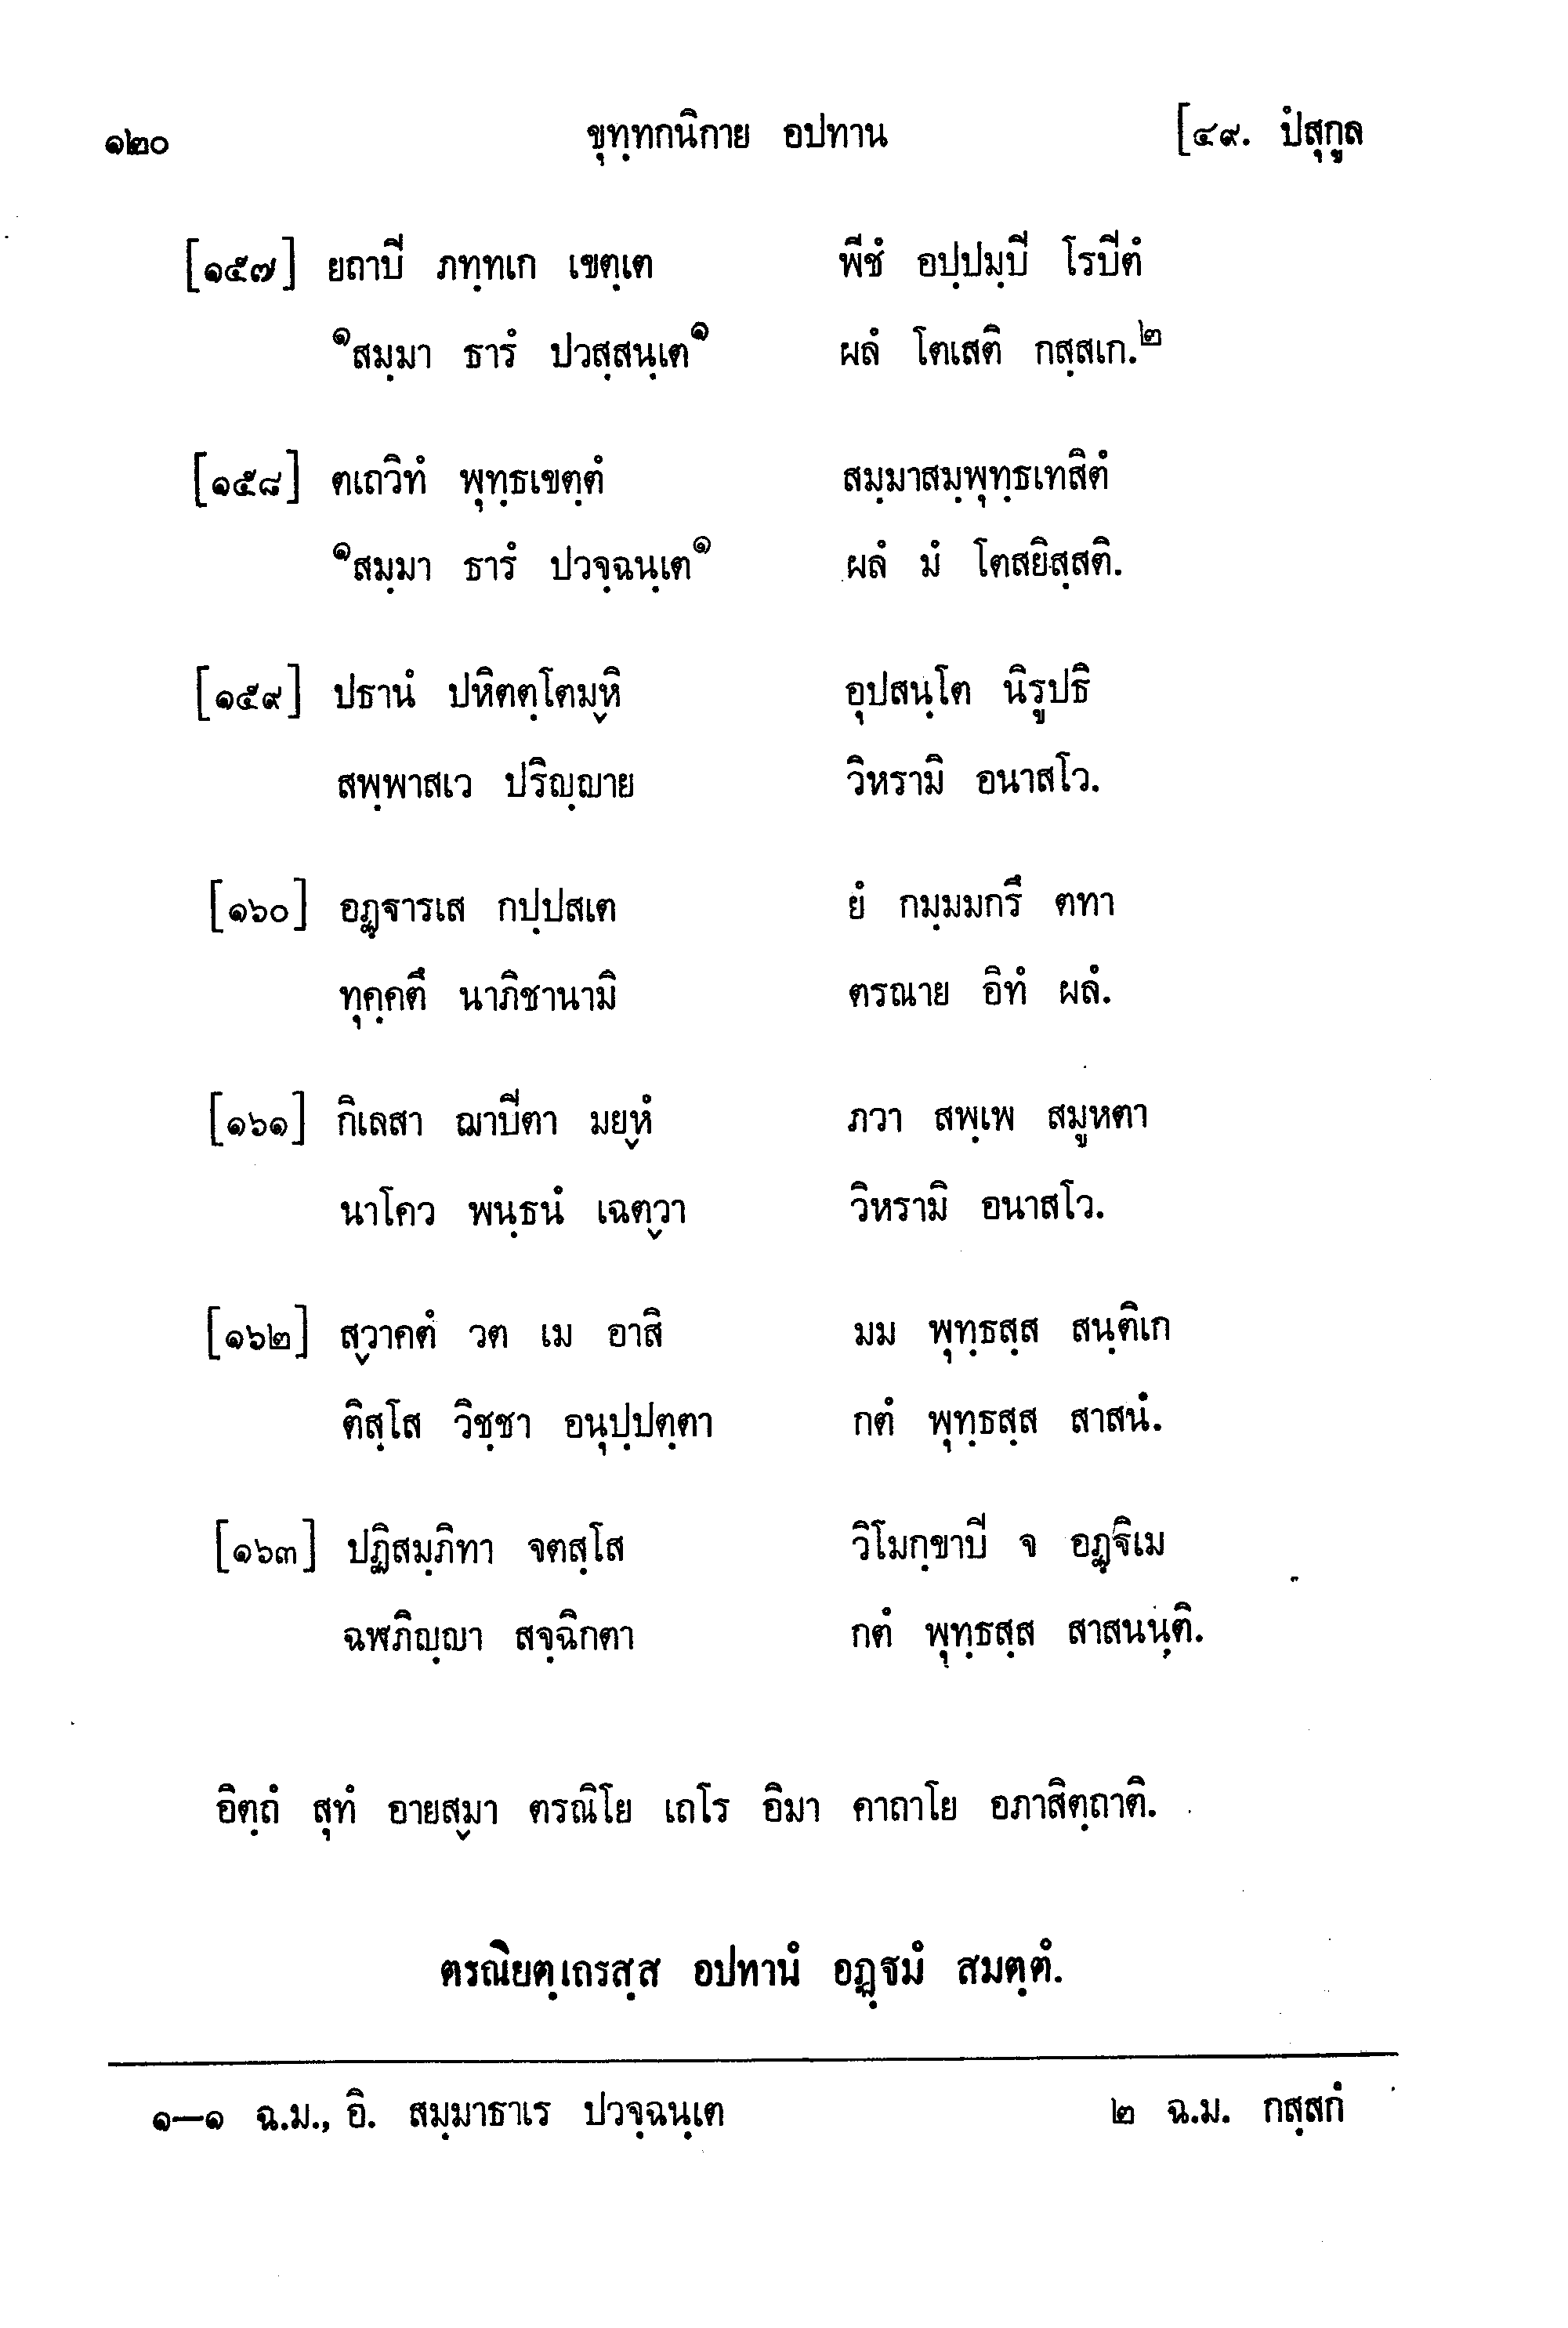 ๑๒๐ ขุทฺทกนิกาย อปทาน [๔๙. ปํสุกูล
[๑๕๗] ยถาปิ ภทฺทเก เขตฺเต พีชํ อปฺปมฺปิ โรปิตํ
๑สมฺมา ธารํ ปวสฺสนฺเต๑ ผลํ โตเสติ กสฺสเก.๒
[๑๕๘] ตเถวิทํ พุทฺธเขตฺตํ สมฺมาสมฺพุทฺธเทสิตํ
๑สมฺมา ธารํ ปวจฺฉนฺเต๑ ผลํ มํ โตสยิสฺสติ.
[๑๕๙] ปธานํ ปหิตตฺโตมฺหิ อุปสนฺโต นิรูปธิ
สพฺพาสเว ปริญฺญาย วิหรามิ อนาสโว.
[๑๖๐] อฏฺฐารเส กปฺปสเต ยํ กมฺมมกรึ ตทา
ทุคฺคตึ นาภิชานามิ ตรณาย อิทํ ผลํ.
[๑๖๑] กิเลสา ฌาปิตา มยฺหํ ภวา สพฺเพ สมูหตา
นาโคว พนฺธนํ เฉตฺวา วิหรามิ อนาสโว.
[๑๖๒] สฺวาคตํ วต เม อาสิ มม พุทฺธสฺส สนฺติเก
ติสฺโส วิชฺชา อนุปฺปตฺตา กตํ พุทฺธสฺส สาสนํ.
[๑๖๓] ปฏิสมฺภิทา จตสฺโส วิโมกฺขาปิ จ อฏฺฐิเม
ฉฬภิญฺญา สจฺฉิกตา กตํ พุทฺธสฺส สาสนนฺติ.
อิตฺถํ สุทํ อายสฺมา ตรณิโย เถโร อิมา คาถาโย อภาสิตฺถาติ.
ตรณิยตฺเถรสฺส อปทานํ อฏฺฐมํ สมตฺตํ.
๑—๑ ฉ.ม., อิ. สมฺมาธาเร ปวจฺฉนฺเต ๒ ฉ.ม. กสฺสกํ